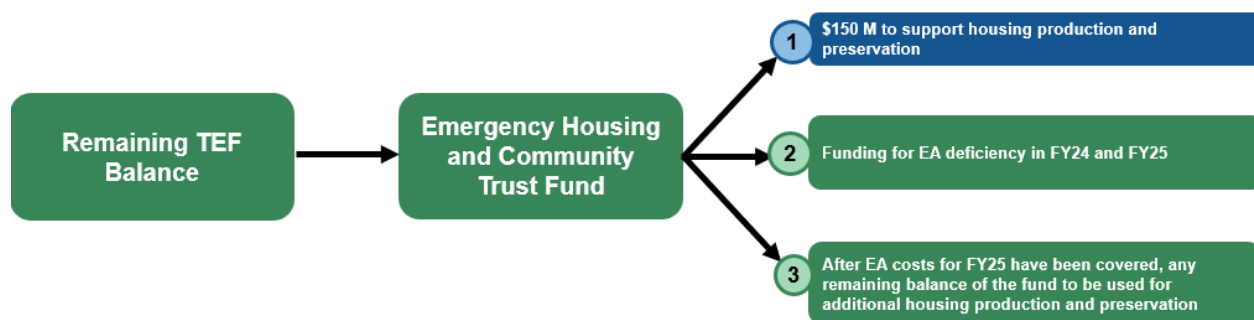 Remaining TEF
Balance
Emergency Housing
and Community
Trust Fund
1
$150 M to support housing production and
preservation
2
Funding for EA deficiency in FY24 and FY25
3
After EA costs for FY25 have been covered, any
remaining balance of the fund to be used for
additional housing production and preservation